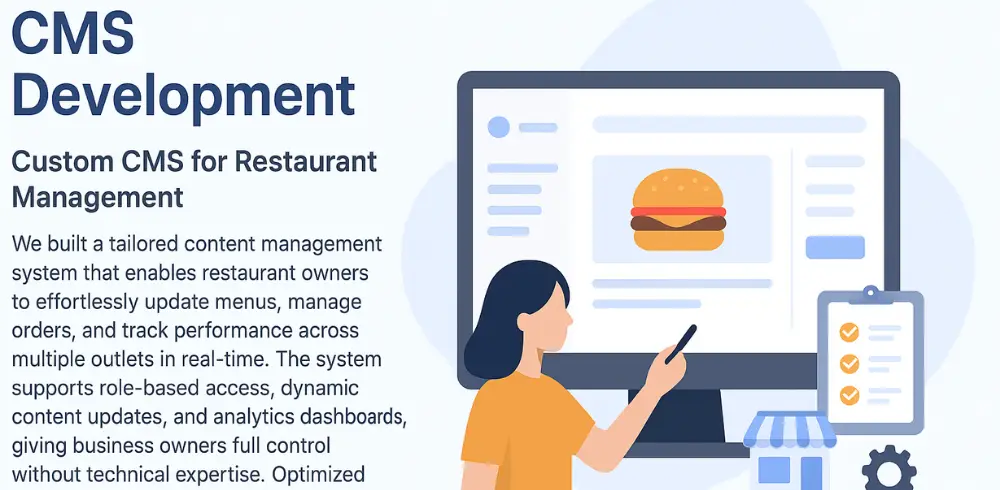 CMS
Development
Custom CMS for Restaurant
Management
We built a tailored content management
system that enables restaurant owners
to effortlessly update menus, manage
orders, and track performance across
multiple outlets in real-time. The system
supports role-based access, dynamic
content updates, and analytics dashboards,
giving business owners full control
without technical expertise. Optimized